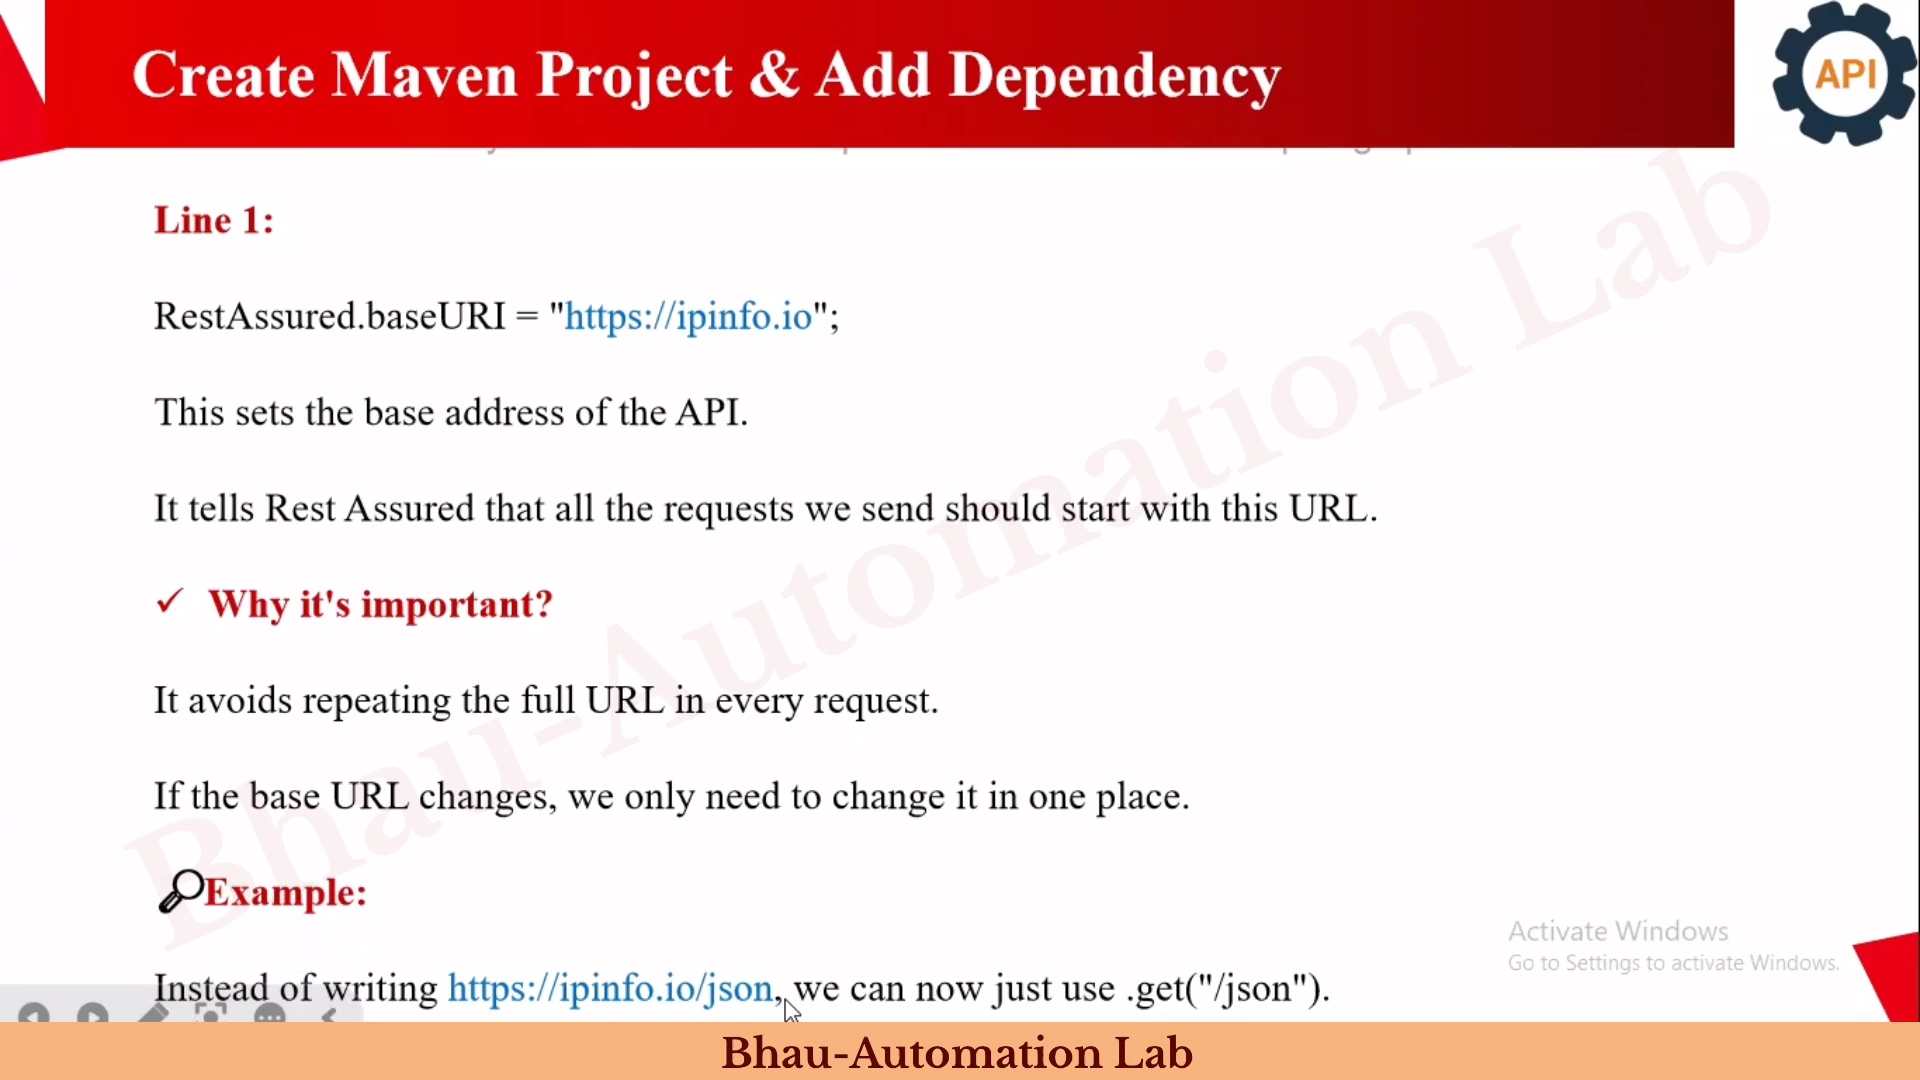 Create Maven Project & Add Dependency
API
Line 1:
RestAssured.baseURI = "https://ipinfo.io";
This sets the base address of the API.
It tells Rest Assured that all the requests we send should start with this URL.
✓ Why it's important?
It avoids repeating the full URL in every request.
If the base URL changes, we only need to change it in one place.
Example:
Instead of writing https://ipinfo.io/json, we can now just use .get("/json").
Bhau-Automation Lab
Activate Windows
Go to Settings to activate Windows.
Bhau-Automation Lab